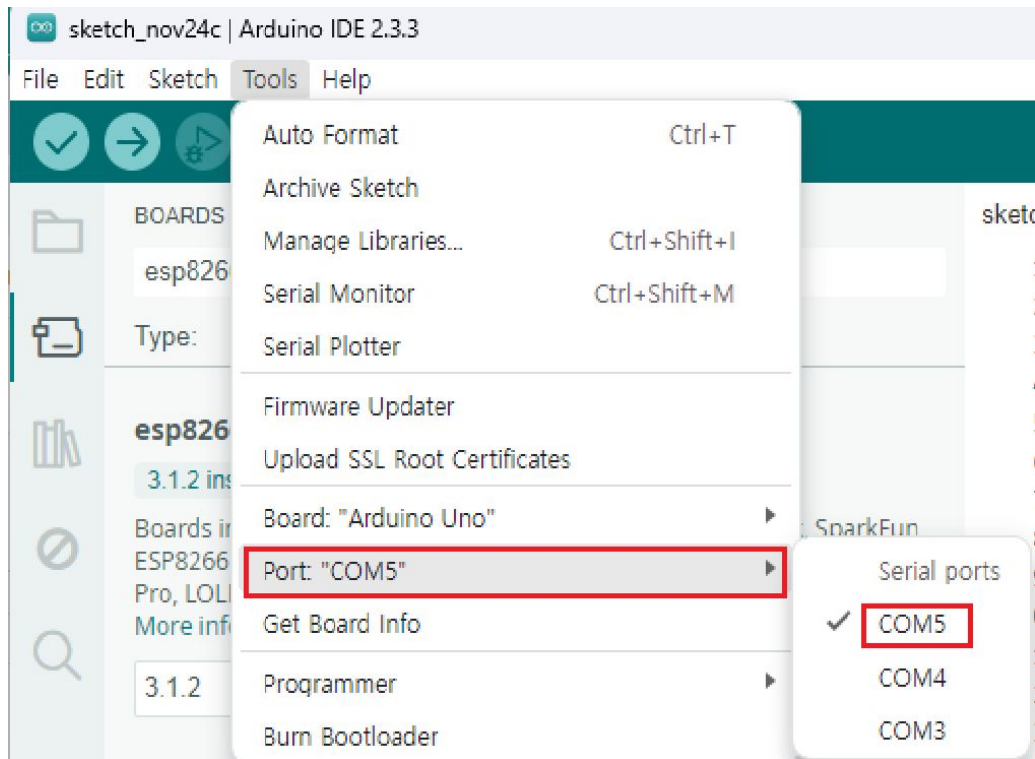 sketch_nov24c | Arduino IDE 2.3.3
File Edit Sketch Tools Help
Auto Format Ctrl+T
Archive Sketch
BOARDS
Manage Libraries... Ctrl+Shift+I
esp826
Serial Monitor Ctrl+Shift+M
Type:
Serial Plotter
Firmware Updater
esp826
Upload SSL Root Certificates
3.1.2 ins
Board: "Arduino Uno"
Boards in
SparkFun
ESP8266
Port: "COM5"
Serial ports
Pro, LOLI
Get Board Info
More info
COM5
Programmer
3.1.2
COM4
Burn Bootloader
COM3